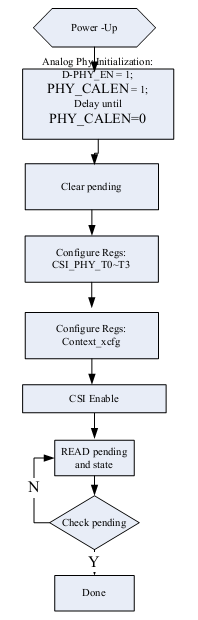 Power -Up
Analog Phy Initialization:
D-PHY_EN = 1;
PHY_CALEN = 1;
Delay until
PHY_CALEN=0
Clear pending
Configure Regs:
CSI_PHY_T0~T3
Configure Regs:
Context_xcfg
CSI Enable
READ pending
and state
N
Check pending
Y
Done